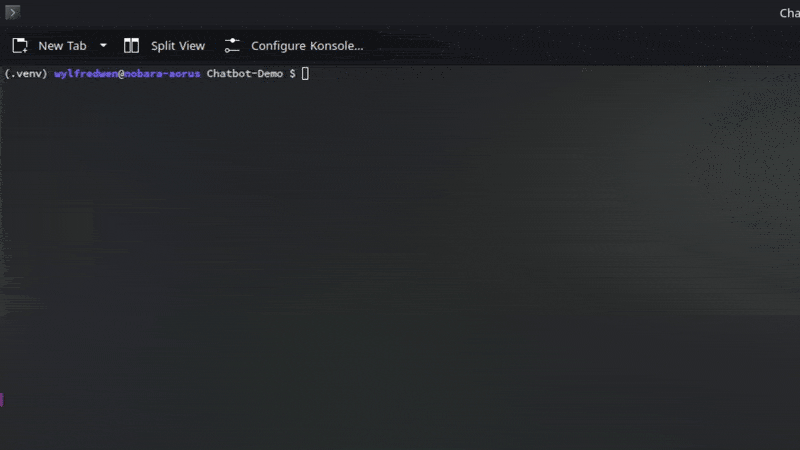 Cha
New Tab Split View Configure Konsole...
(.venv) wylfredwen@nobara-aorus Chatbot-Demo $